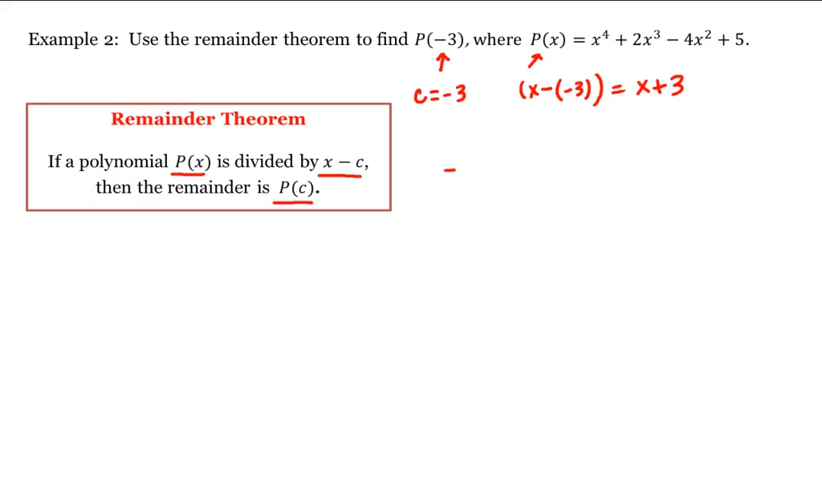 Example 2: Use the remainder theorem to find P(−3), where P(x) = x⁴ + 2x³ − 4x² + 5.
c=-3 (x-(-3)) = x+3
Remainder Theorem
If a polynomial P(x) is divided by x − c,
then the remainder is P(c).
-